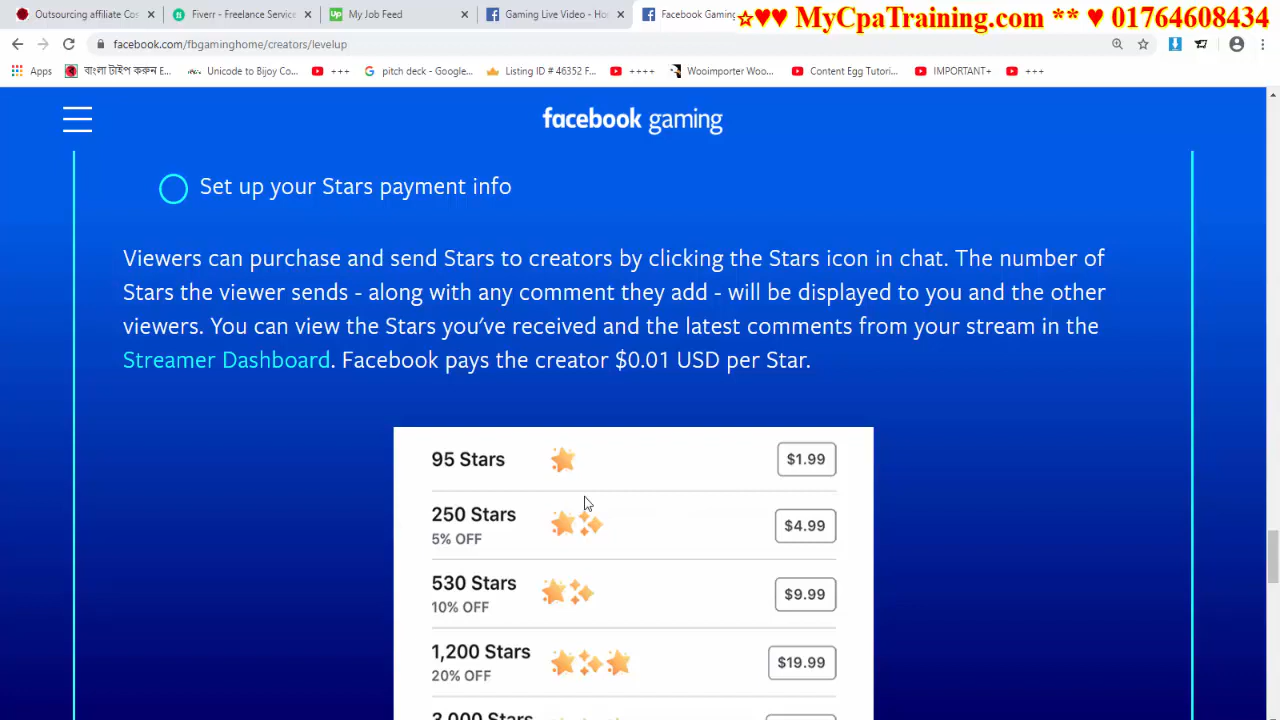 ☆♥♥ MyCpaTraining.com ** ♥ 01764608434
Outsourcing affiliate Cos
Fiverr - Freelance Service
My Job Feed
Gaming Live Video - Ho
Facebook Gaming
facebook.com/fbgaminghome/creators/levelup
Apps
বাংলা টাইপ করুন E...
Unicode to Bijoy Co...
+++
pitch deck - Google...
Listing ID # 46352 F...
++++
Wooimporter Woo...
Content Egg Tutori...
IMPORTANT+
+++
facebook gaming
Set up your Stars payment info
Viewers can purchase and send Stars to creators by clicking the Stars icon in chat. The number of
Stars the viewer sends - along with any comment they add - will be displayed to you and the other
viewers. You can view the Stars you’ve received and the latest comments from your stream in the
Streamer Dashboard. Facebook pays the creator $0.01 USD per Star.
95 Stars $1.99
250 Stars $4.99
5% OFF
530 Stars $9.99
10% OFF
1,200 Stars $19.99
20% OFF
3,000 Stars